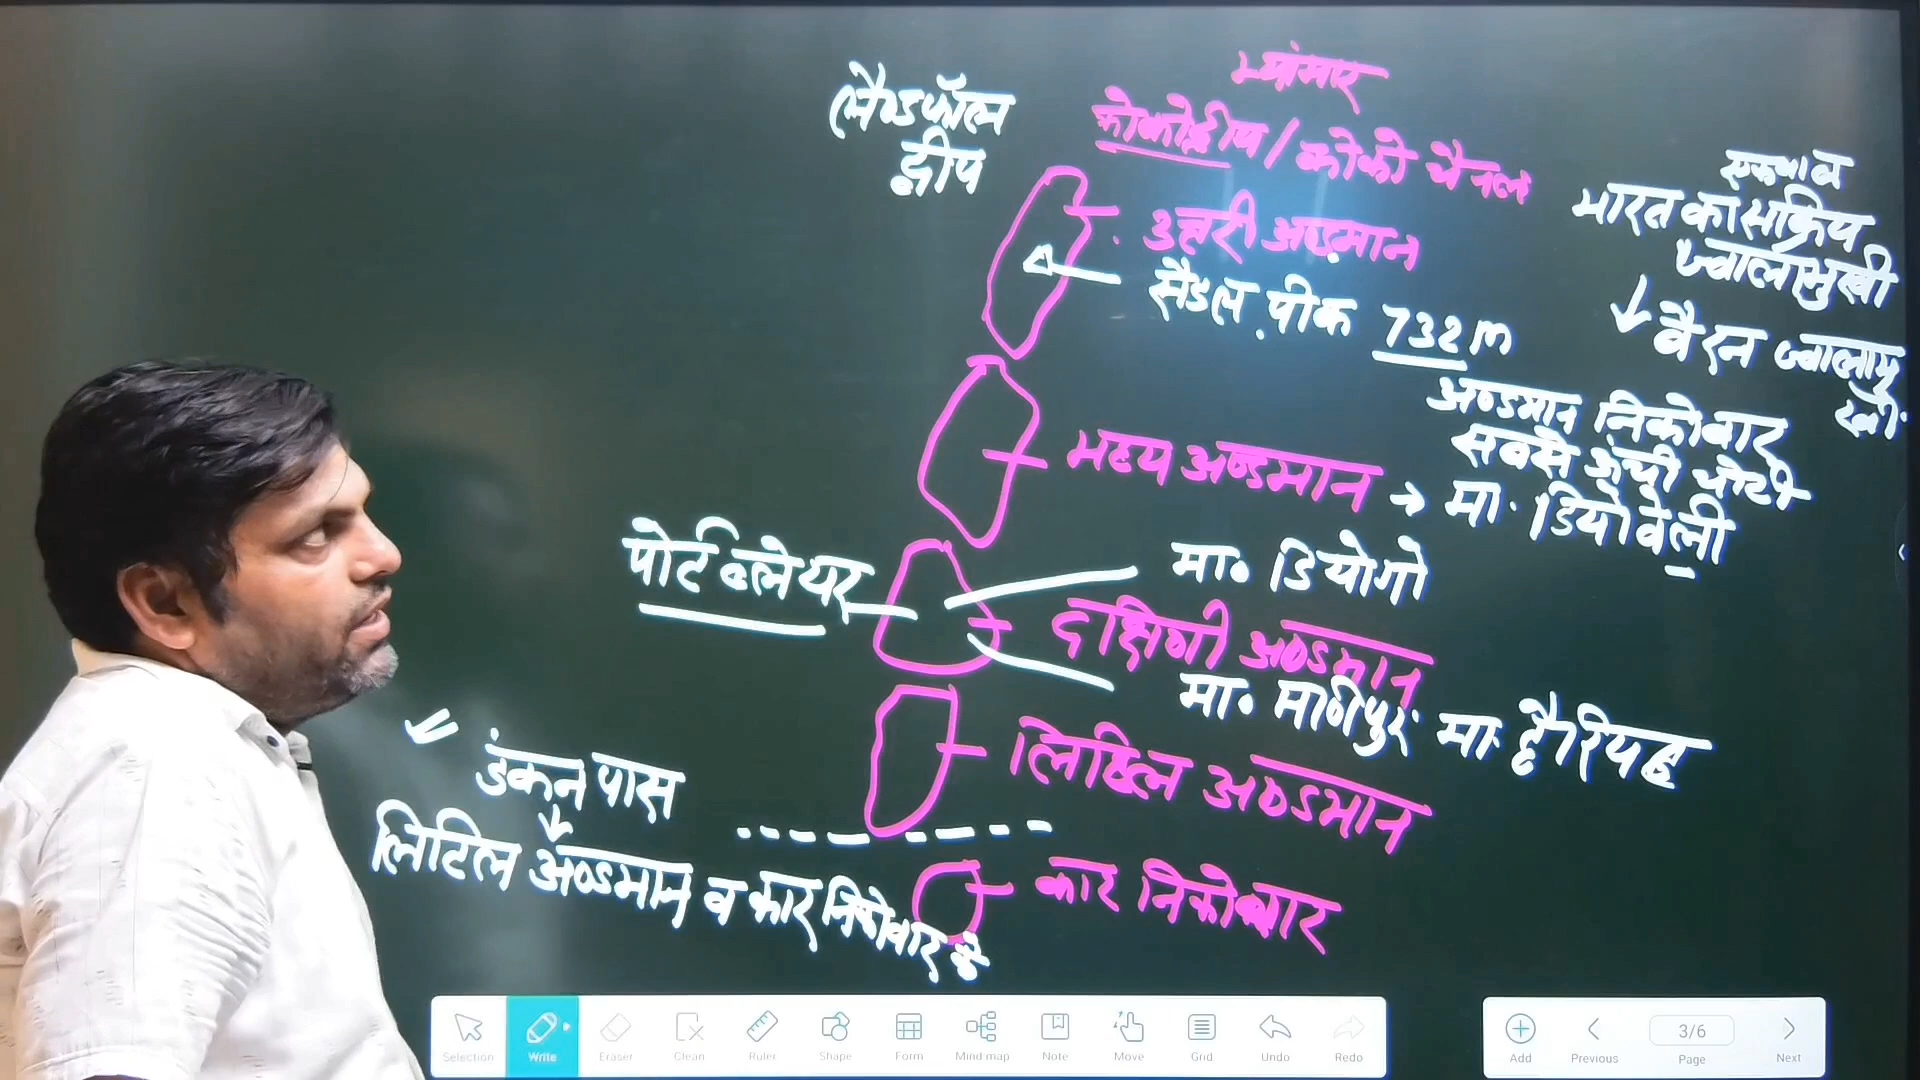 म्यांमार
लैण्डफॉल
द्वीप
कोकोद्वीप / कोको चैनल
एकमात्र
भारत का सक्रिय
ज्वालामुखी
↓ बैरन ज्वालामु
खी
उत्तरी अण्डमान
सैडल पीक 732 m
अण्डमान निकोबार
सबसे ऊंची चोटी
मध्य अण्डमान → मा. डियोवेली
पोर्ट ब्लेयर
मा. डियोगो
दक्षिणी अण्डमान
मा. मणिपुर मा. हैरियट
लिटिल अण्डमान
डंकन पास
लिटिल अण्डमान व कार निकोबार के
कार निकोबार
Selection Write Eraser Clean Ruler Shape Form Mind map Note Move Grid Undo Redo
3/6
Add Previous Page Next